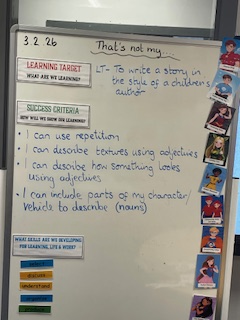 3.2.26
That's not my...
LEARNING TARGET
WHAT ARE WE LEARNING?
LT- To write a story in
the style of a children's
author
SUCCESS CRITERIA
HOW WILL WE SHOW OUR LEARNING?
• I can use repetition
• I can describe textures using adjectives
• I can describe how something looks
using adjectives
• I can include parts of my character/
vehicle to describe (nouns)
WHAT SKILLS ARE WE DEVELOPING
FOR LEARNING, LIFE & WORK?
understand